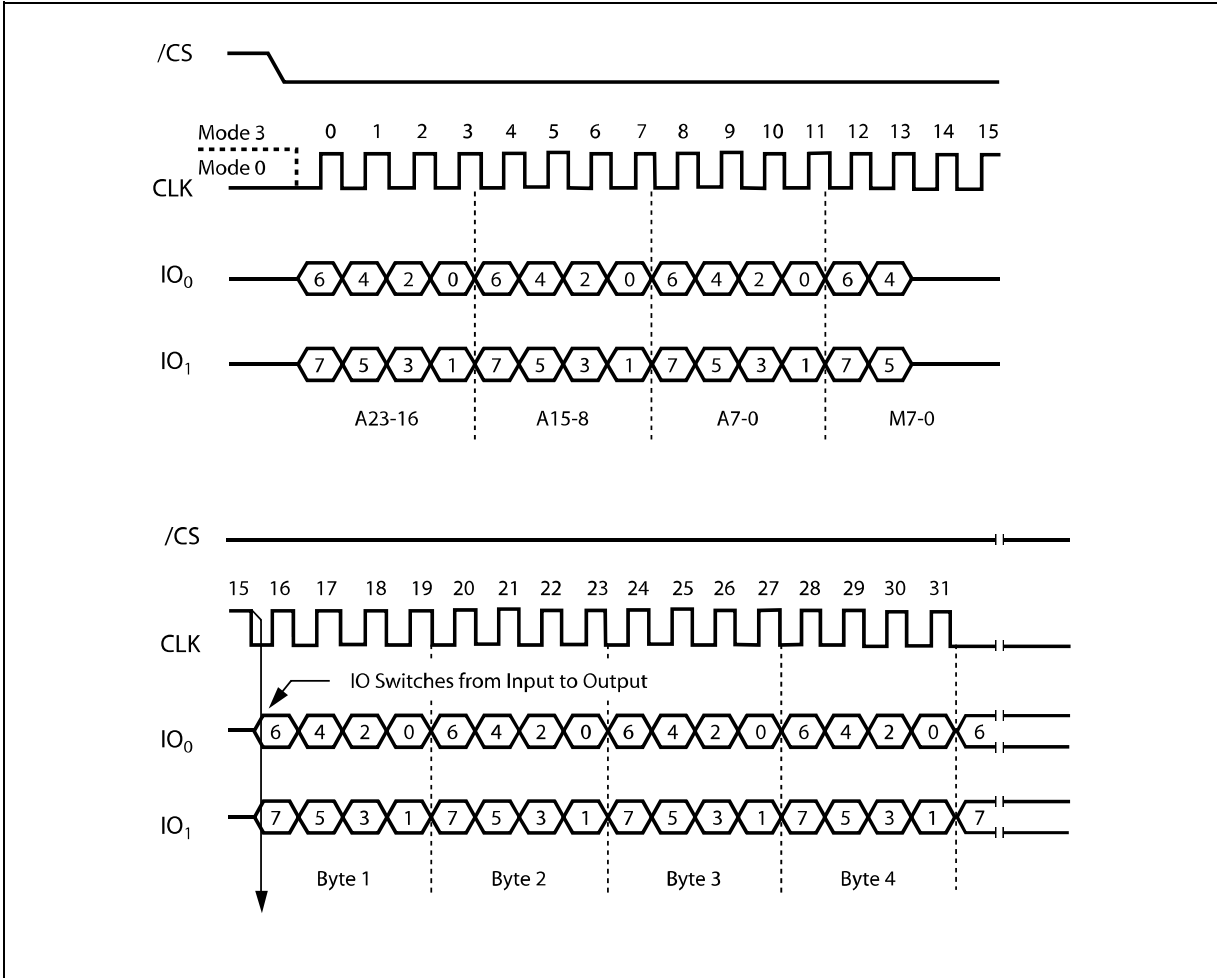 /CS
Mode 3
0 1 2 3 4 5 6 7 8 9 10 11 12 13 14 15
Mode 0
CLK
IO0 6 4 2 0 6 4 2 0 6 4 2 0 6 4
IO1 7 5 3 1 7 5 3 1 7 5 3 1 7 5
A23-16 A15-8 A7-0 M7-0
/CS
15 16 17 18 19 20 21 22 23 24 25 26 27 28 29 30 31
CLK
IO Switches from Input to Output
IO0 6 4 2 0 6 4 2 0 6 4 2 0 6 4 2 0 6
IO1 7 5 3 1 7 5 3 1 7 5 3 1 7 5 3 1 7
Byte 1 Byte 2 Byte 3 Byte 4